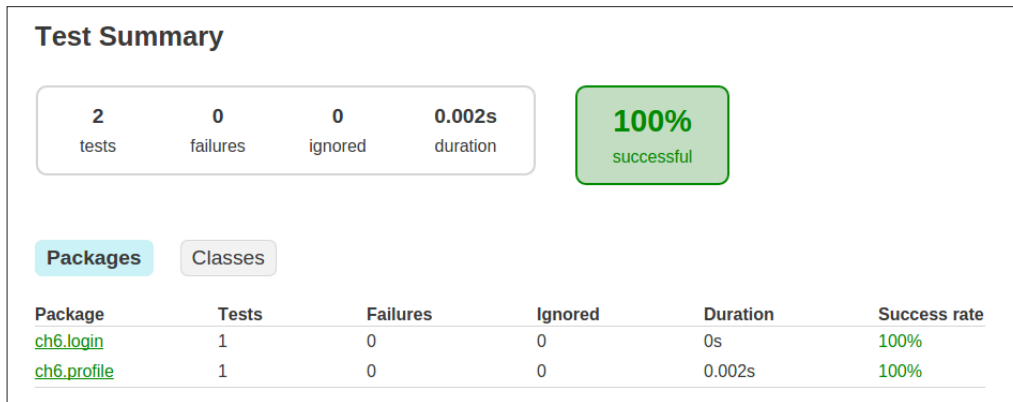 Test Summary
2 0 0 0.002s
tests failures ignored duration
100%
successful
Packages Classes
Package Tests Failures Ignored Duration Success rate
ch6.login 1 0 0 0s 100%
ch6.profile 1 0 0 0.002s 100%